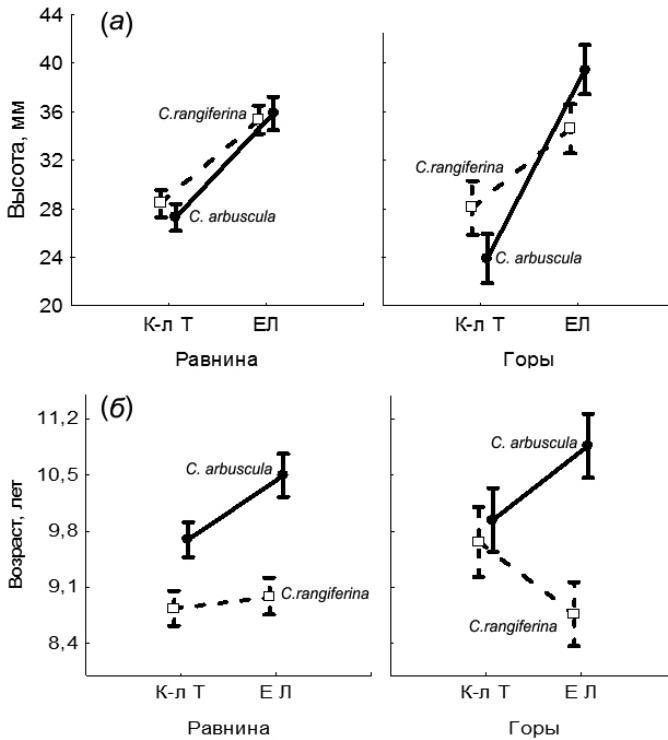 (а)
44
40
36
32
28
24
20
Высота, мм
C.rangiferina
C. arbuscula
C.rangiferina
C. arbuscula
К-л Т ЕЛ
К-л Т ЕЛ
Равнина
Горы
(б)
11,2
10,5
9,8
9,1
8,4
Возраст, лет
C. arbuscula
C.rangiferina
C. arbuscula
C.rangiferina
К-л Т Е Л
К-л Т Е Л
Равнина
Горы